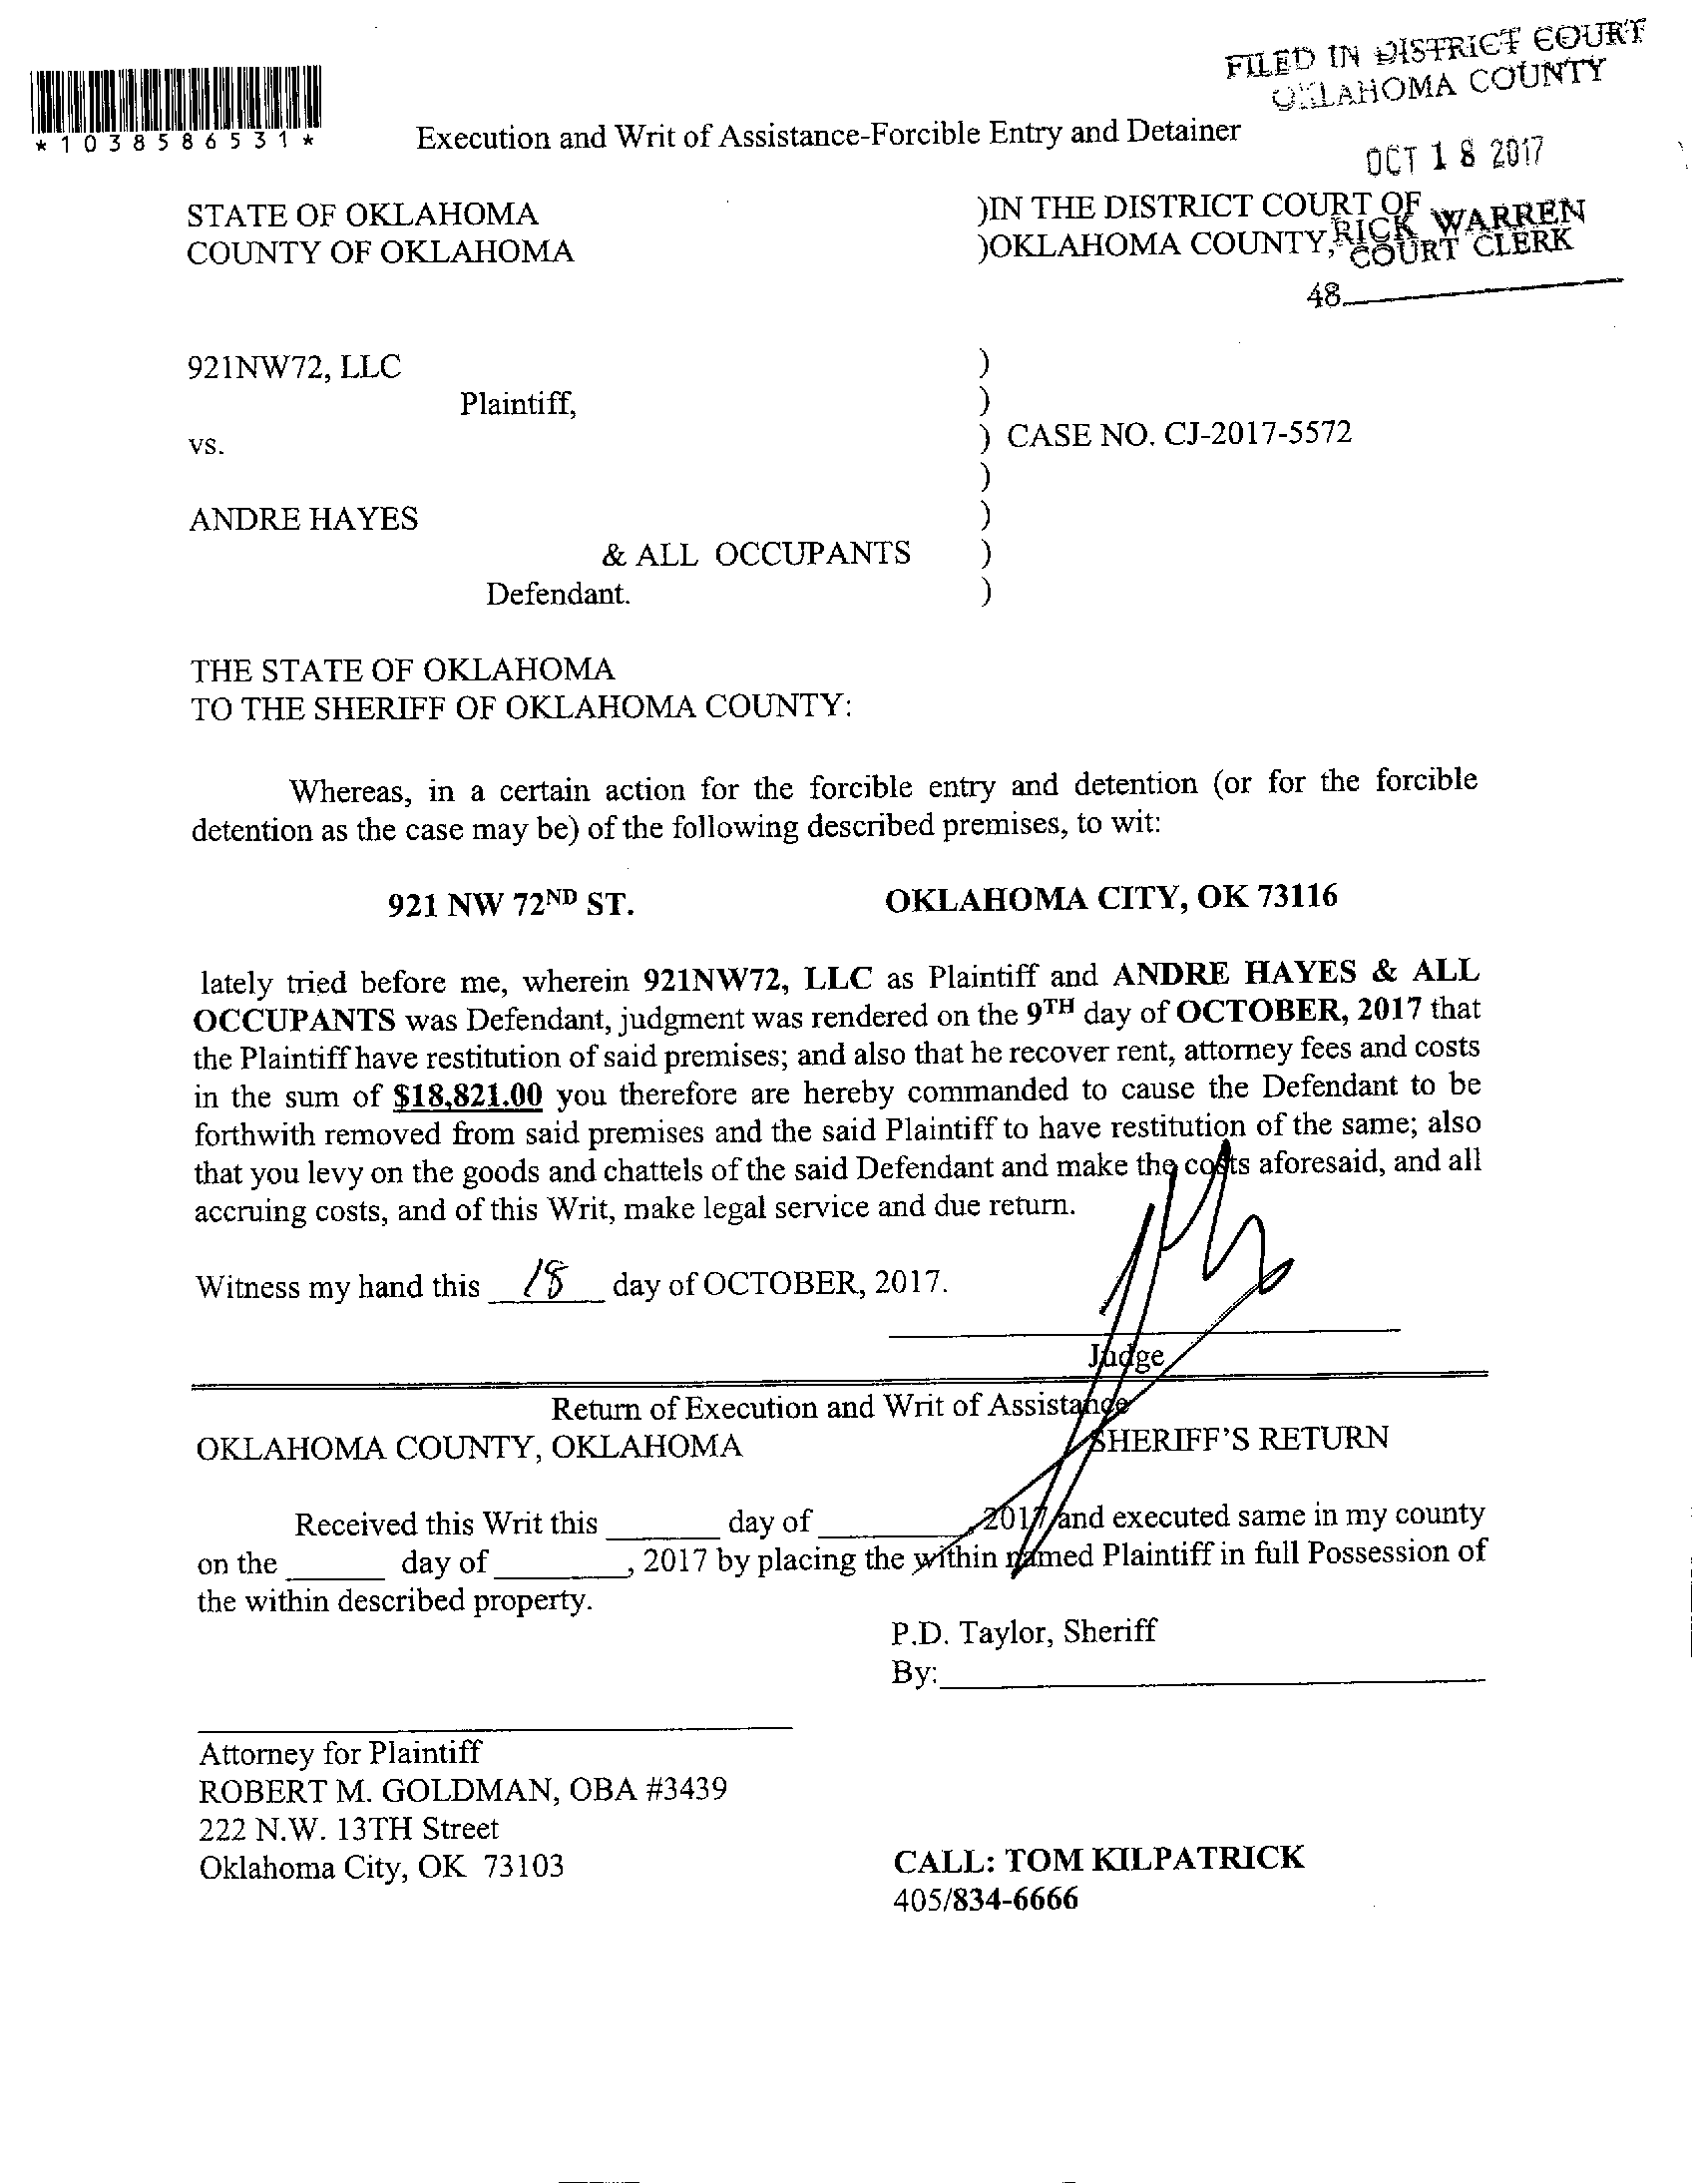 FILED IN DISTRICT COURT
OKLAHOMA COUNTY
*1038586531*
Execution and Writ of Assistance-Forcible Entry and Detainer
OCT 18 2017
STATE OF OKLAHOMA )IN THE DISTRICT COURT OF
COUNTY OF OKLAHOMA )OKLAHOMA COUNTY,
RICK WARREN
COURT CLERK
48
921NW72, LLC )
Plaintiff, )
vs. ) CASE NO. CJ-2017-5572
)
ANDRE HAYES )
& ALL OCCUPANTS )
Defendant. )
THE STATE OF OKLAHOMA
TO THE SHERIFF OF OKLAHOMA COUNTY:
Whereas, in a certain action for the forcible entry and detention (or for the forcible
detention as the case may be) of the following described premises, to wit:
921 NW 72ND ST. OKLAHOMA CITY, OK 73116
lately tried before me, wherein 921NW72, LLC as Plaintiff and ANDRE HAYES & ALL
OCCUPANTS was Defendant, judgment was rendered on the 9TH day of OCTOBER, 2017 that
the Plaintiff have restitution of said premises; and also that he recover rent, attorney fees and costs
in the sum of $18,821.00 you therefore are hereby commanded to cause the Defendant to be
forthwith removed from said premises and the said Plaintiff to have restitution of the same; also
that you levy on the goods and chattels of the said Defendant and make the costs aforesaid, and all
accruing costs, and of this Writ, make legal service and due return.
Witness my hand this 18 day of OCTOBER, 2017.
Judge
Return of Execution and Writ of Assistance
OKLAHOMA COUNTY, OKLAHOMA SHERIFF'S RETURN
Received this Writ this ______ day of ________, 2017 and executed same in my county
on the ______ day of ________, 2017 by placing the within named Plaintiff in full Possession of
the within described property.
P.D. Taylor, Sheriff
By:
Attorney for Plaintiff
ROBERT M. GOLDMAN, OBA #3439
222 N.W. 13TH Street
Oklahoma City, OK 73103
CALL: TOM KILPATRICK
405/834-6666